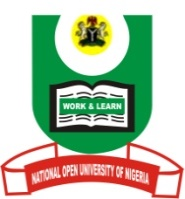 WORK & LEARN
NATIONAL OPEN UNIVERSITY OF NIGERIA